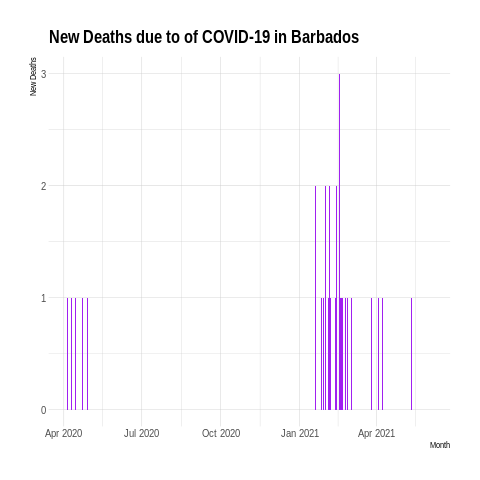 New Deaths due to of COVID-19 in Barbados
New Deaths
3
2
1
0
Apr 2020
Jul 2020
Oct 2020
Jan 2021
Apr 2021
Month